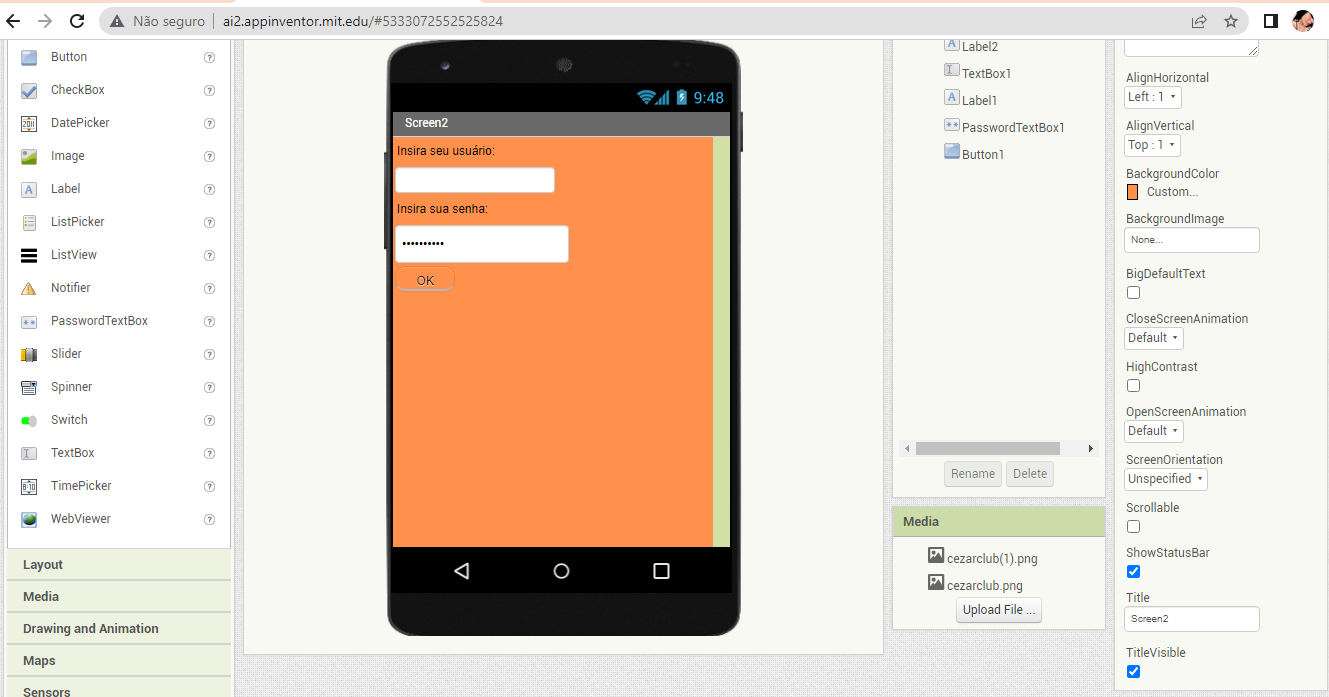 Não seguro
ai2.appinventor.mit.edu/#5333072552525824
Button
?
CheckBox
?
DatePicker
?
Image
?
Label
?
ListPicker
?
ListView
?
Notifier
?
PasswordTextBox
?
Slider
?
Spinner
?
Switch
?
TextBox
?
TimePicker
?
WebViewer
?
Layout
Media
Drawing and Animation
Maps
Sensors
9:48
Screen2
Insira seu usuário:
Insira sua senha:
••••••••••
OK
Label2
TextBox1
Label1
PasswordTextBox1
Button1
Rename
Delete
Media
cezarclub(1).png
cezarclub.png
Upload File ...
AlignHorizontal
Left : 1
AlignVertical
Top : 1
BackgroundColor
Custom...
BackgroundImage
None...
BigDefaultText
CloseScreenAnimation
Default
HighContrast
OpenScreenAnimation
Default
ScreenOrientation
Unspecified
Scrollable
ShowStatusBar
Title
Screen2
TitleVisible